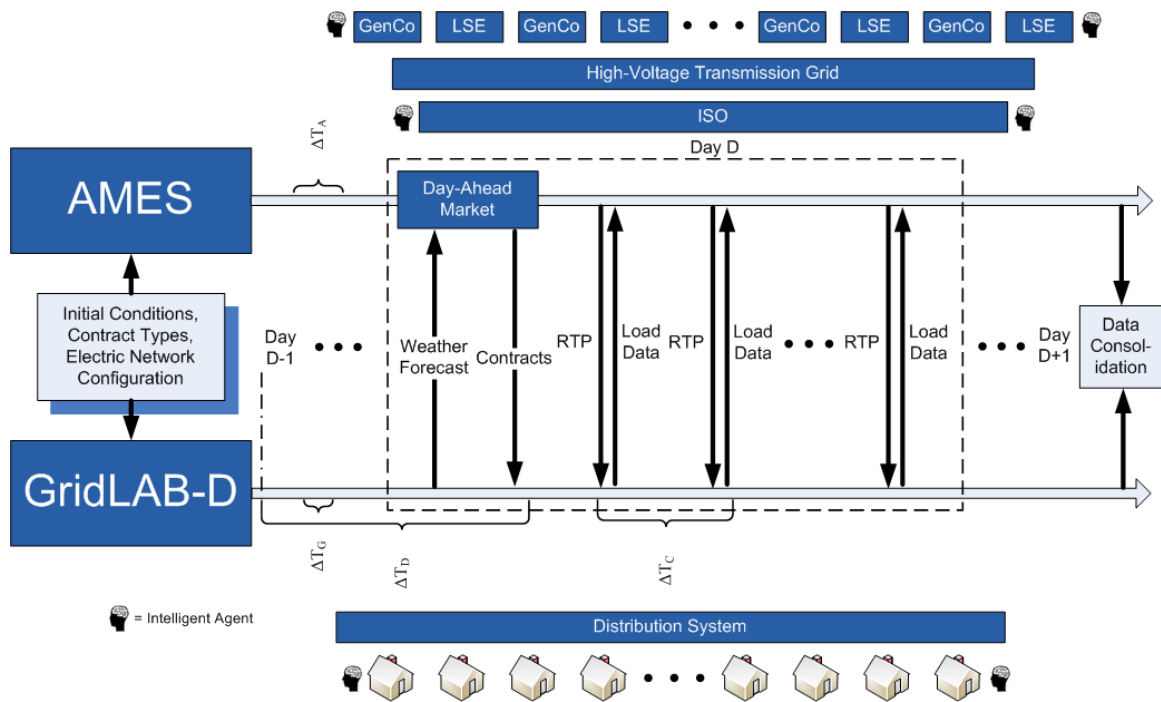 GenCo LSE GenCo LSE GenCo LSE GenCo LSE
High-Voltage Transmission Grid
ISO
Day D
ΔT_A
AMES
Day-Ahead
Market
Initial Conditions,
Contract Types,
Electric Network
Configuration
Day
D-1
Weather
Forecast
Contracts
RTP
Load
Data
RTP
Load
Data
RTP
Load
Data
Day
D+1
Data
Consol-
idation
GridLAB-D
ΔT_G
ΔT_D
ΔT_C
= Intelligent Agent
Distribution System